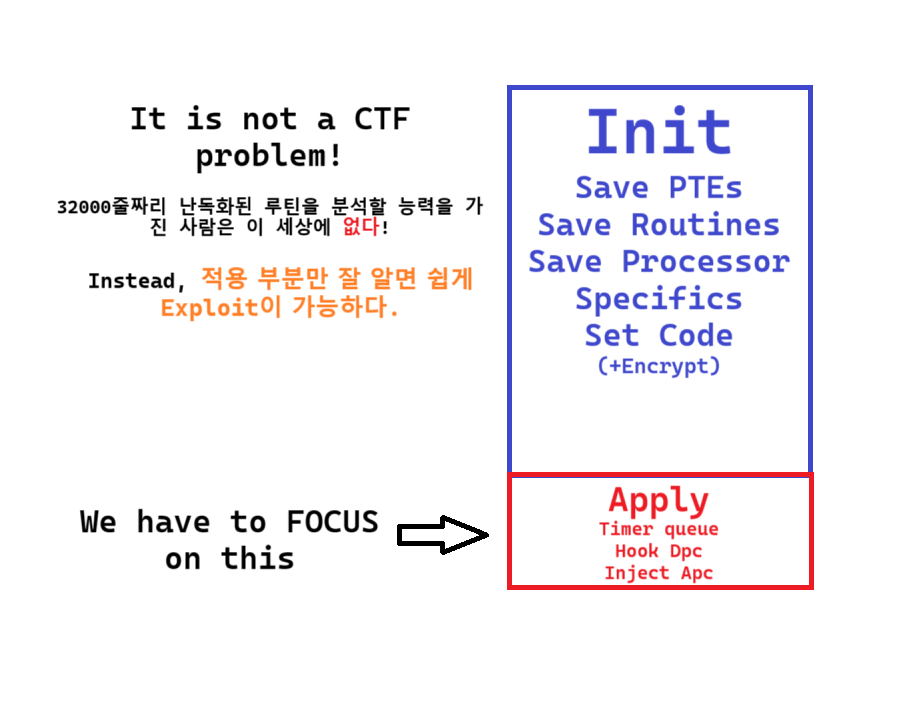 It is not a CTF
problem!
32000줄짜리 난독화된 루틴을 분석할 능력을 가
진 사람은 이 세상에 없다!
Instead, 적용 부분만 잘 알면 쉽게
Exploit이 가능하다.
We have to FOCUS
on this
Init
Save PTEs
Save Routines
Save Processor
Specifics
Set Code
(+Encrypt)
Apply
Timer queue
Hook Dpc
Inject Apc